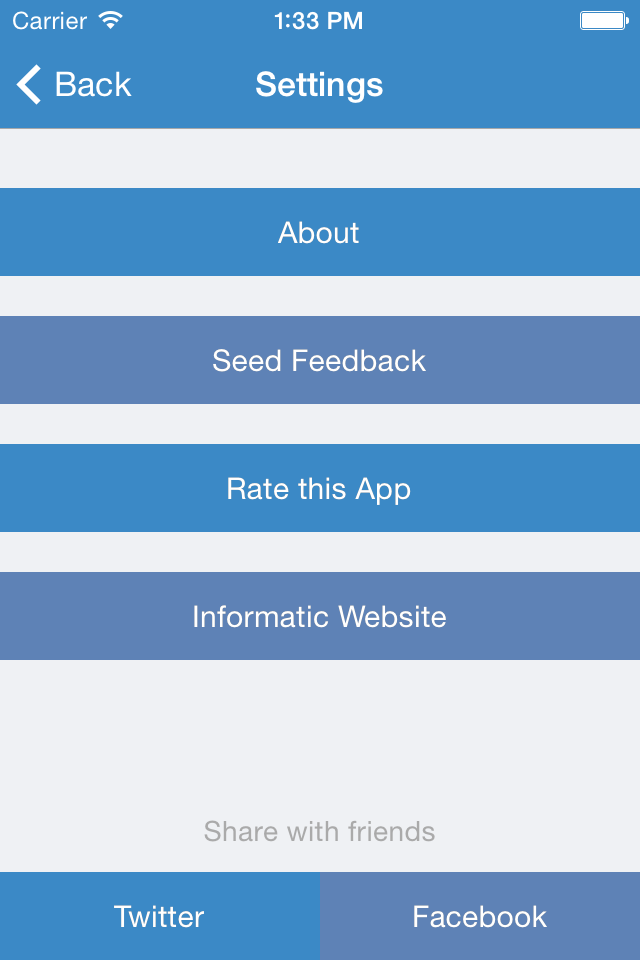 Carrier 1:33 PM
Back Settings
About
Seed Feedback
Rate this App
Informatic Website
Share with friends
Twitter Facebook